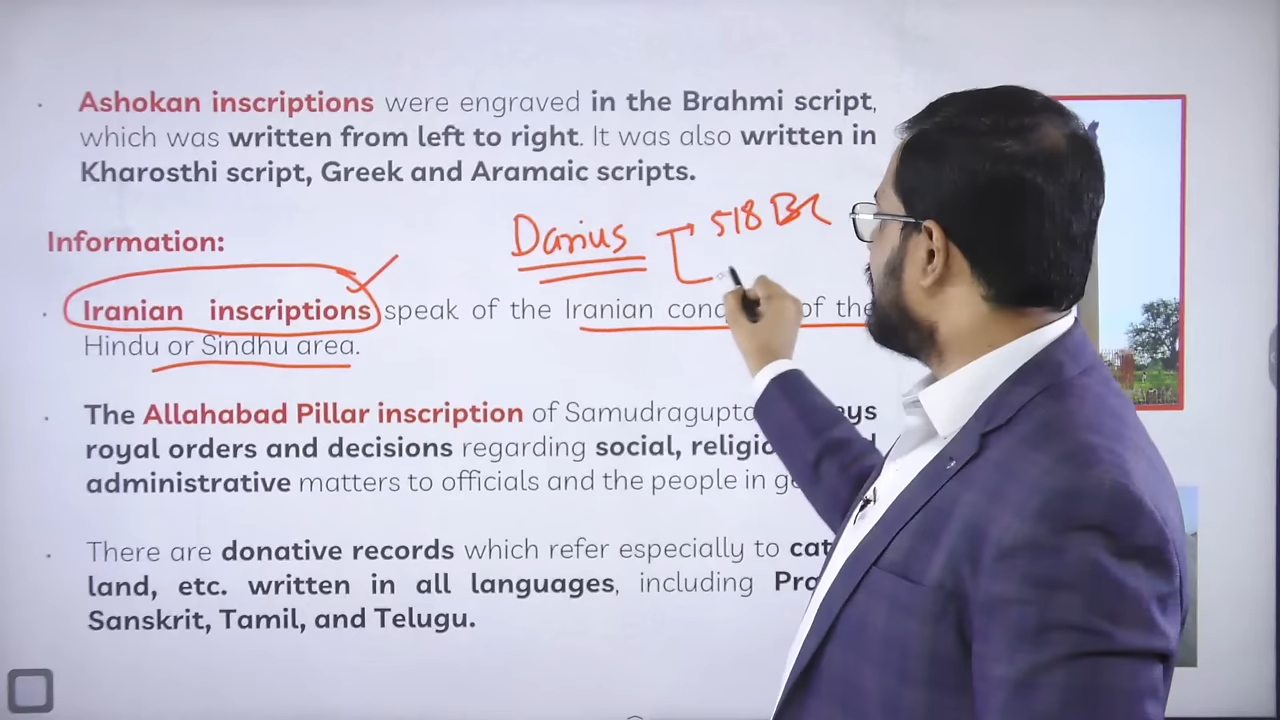 Ashokan inscriptions were engraved in the Brahmi script,
which was written from left to right. It was also written in
Kharosthi script, Greek and Aramaic scripts.
Darius → 518 BC
Information:
Iranian inscriptions speak of the Iranian of the
Hindu or Sindhu area.
The Allahabad Pillar inscription of Samudragupta
royal orders and decisions regarding social,
administrative matters to officials and the people in
There are donative records which refer especially to
land, etc. written in all languages, including
Sanskrit, Tamil, and Telugu.